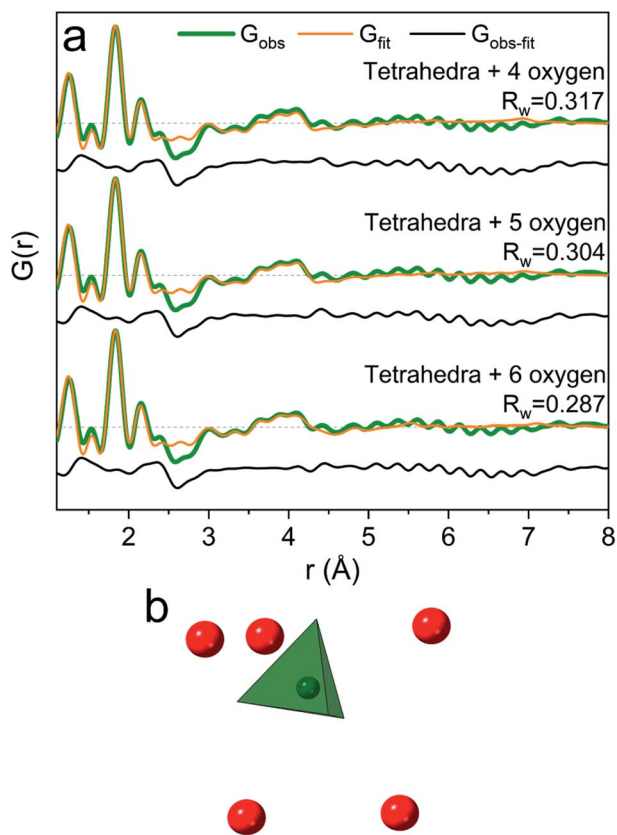 a
G_obs G_fit G_obs-fit
Tetrahedra + 4 oxygen
R_w=0.317
Tetrahedra + 5 oxygen
R_w=0.304
Tetrahedra + 6 oxygen
R_w=0.287
G(r)
2 3 4 5 6 7 8
r (Å)
b